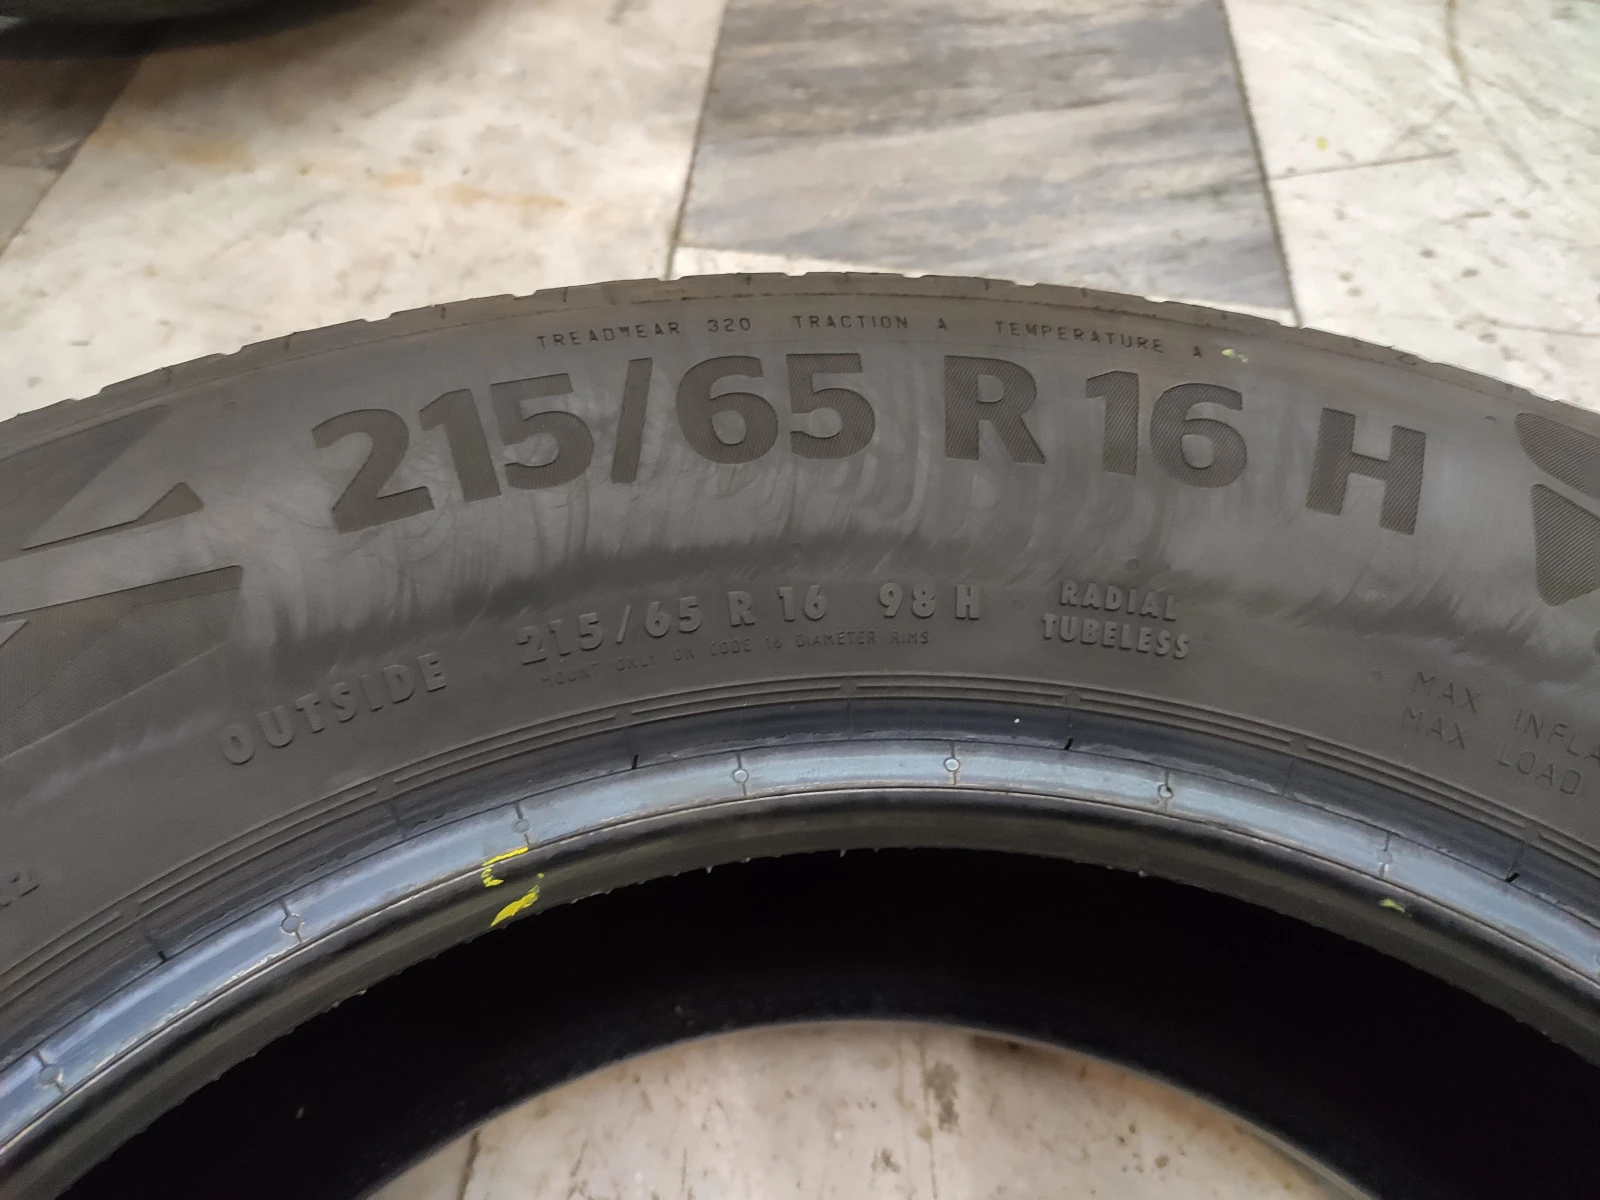 TREADWEAR 320 TRACTION A TEMPERATURE A
215/65 R 16 H
OUTSIDE 215/65 R 16 98 H RADIAL TUBELESS
MOUNT ONLY ON CODE 16 DIAMETER RIMS
MAX INFLA
MAX LOAD